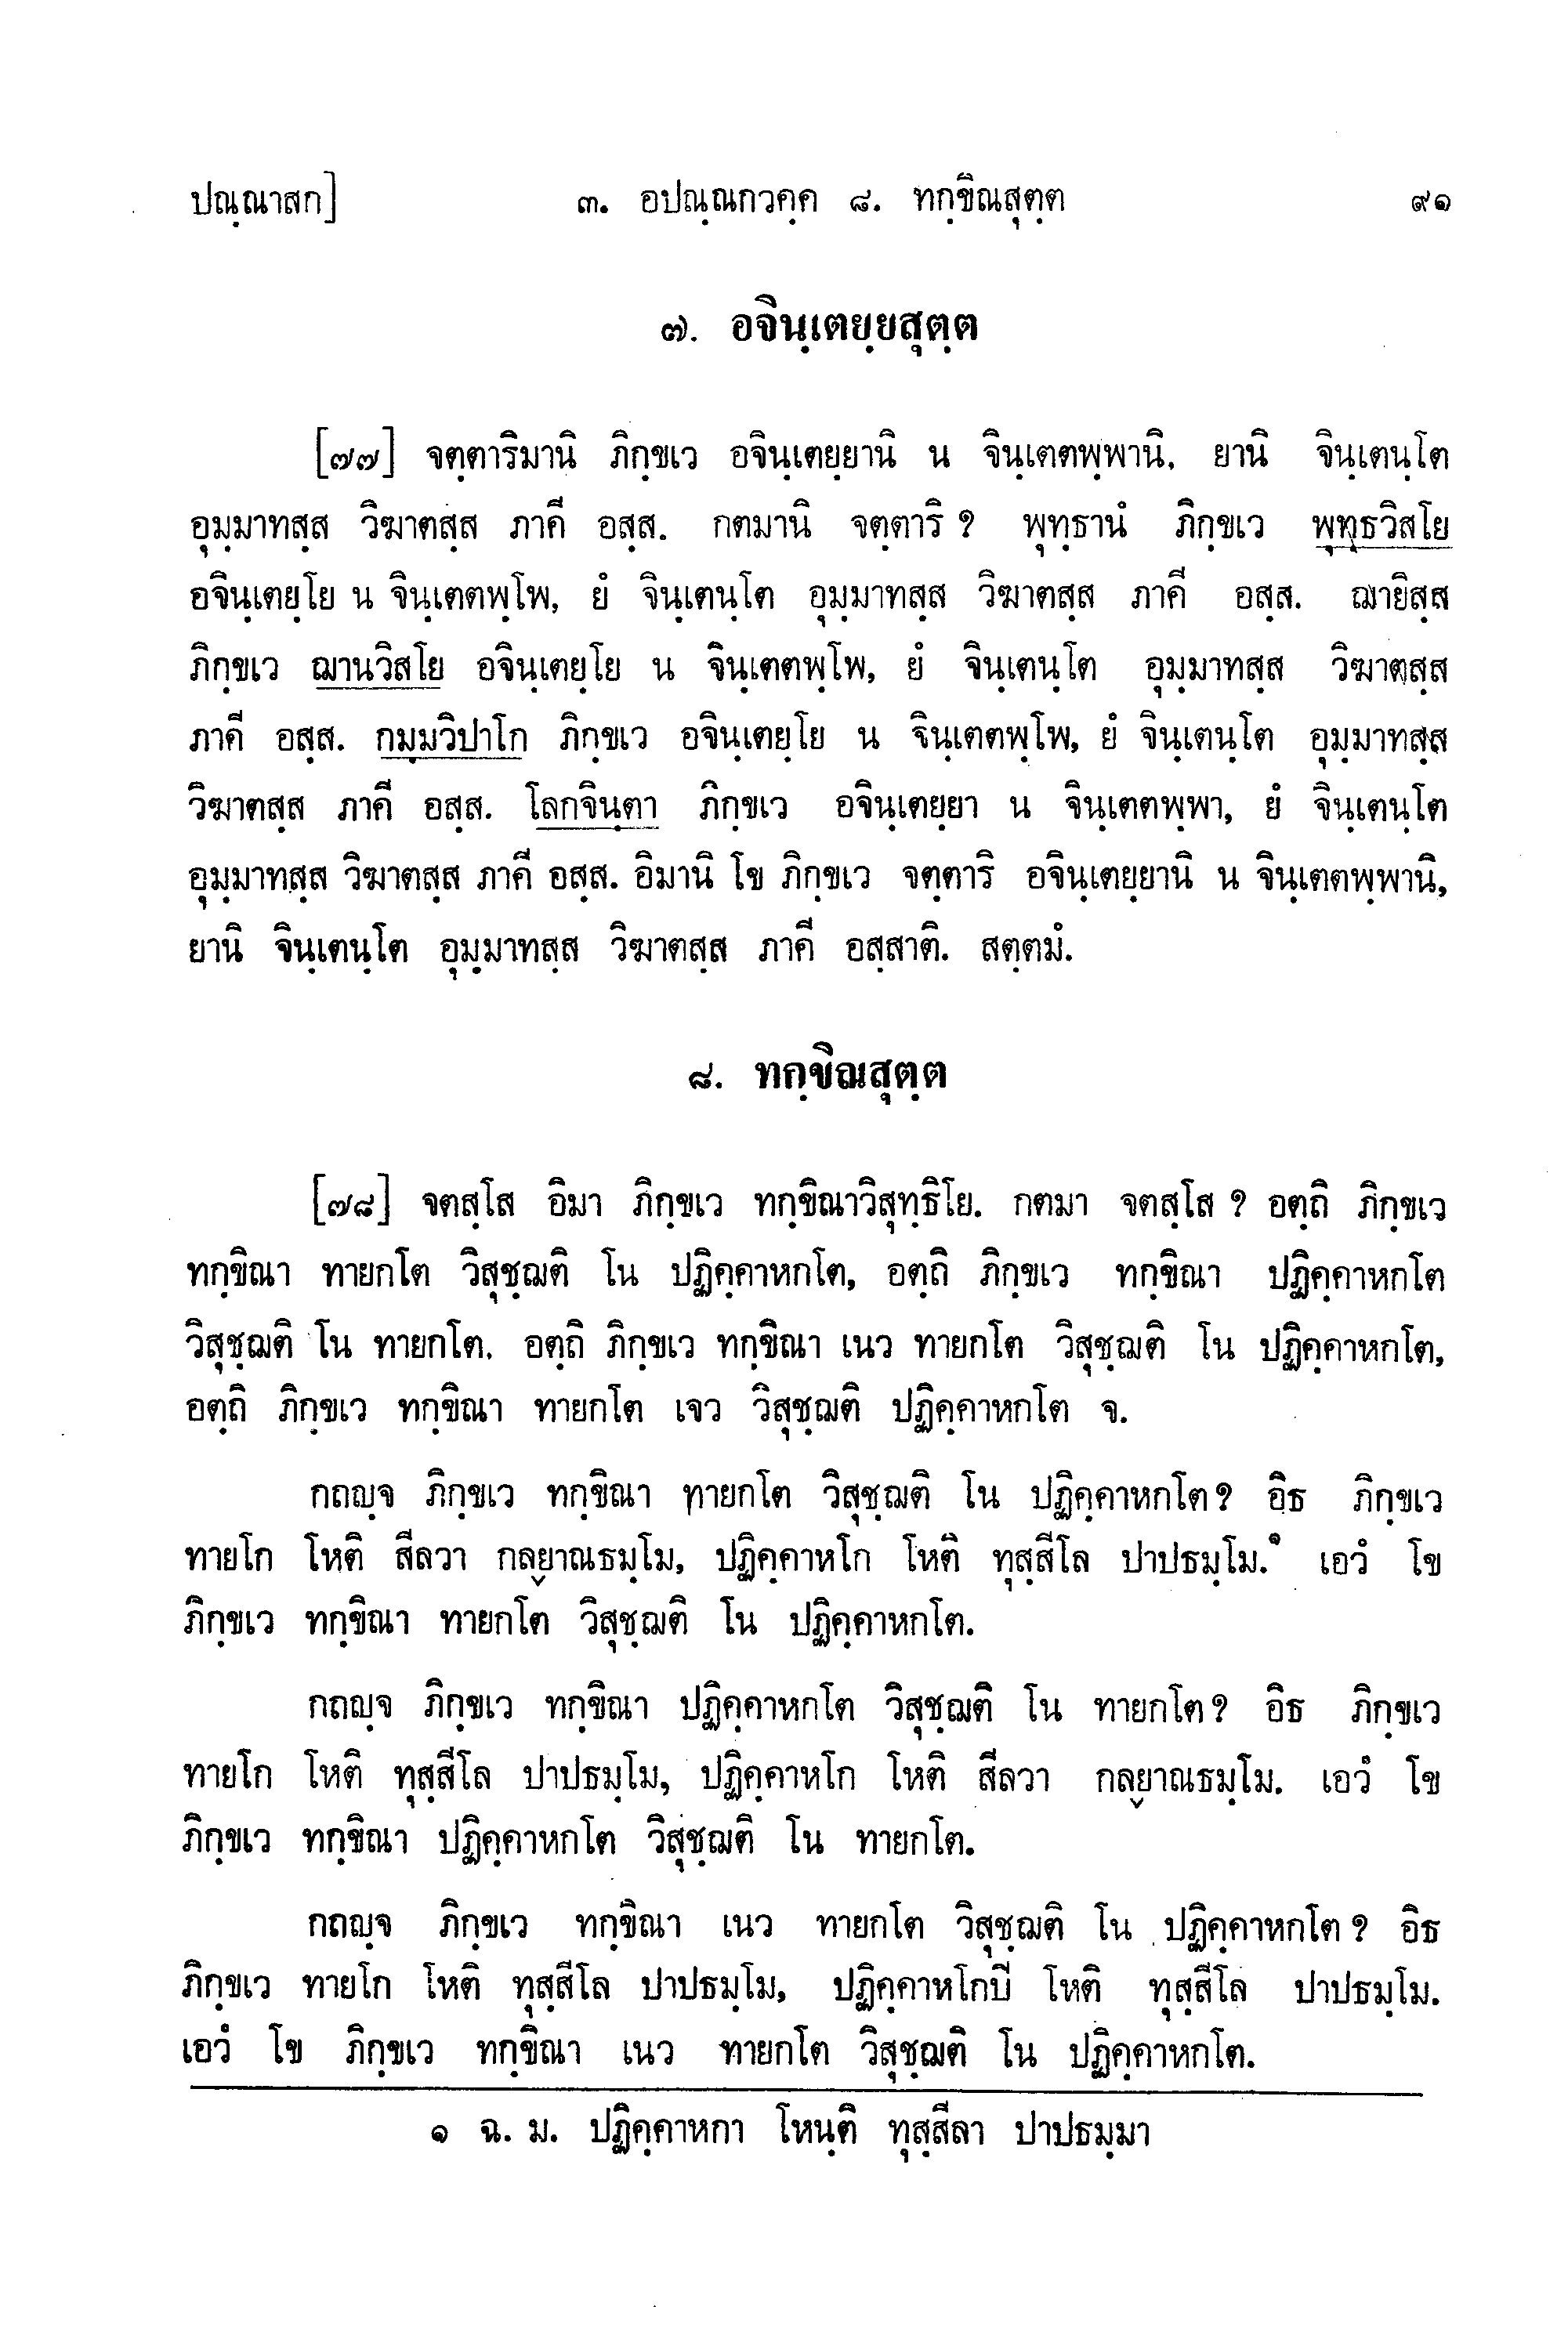 ปณฺณาสก] ๓. อปณฺณกวคฺค ๘. ทกฺขิณสุตฺต ๙๑
๗. อจินฺเตยฺยสุตฺต
[๗๗] จตฺตาริมานิ ภิกฺขเว อจินฺเตยฺยานิ น จินฺเตตพฺพานิ, ยานิ จินฺเตนฺโต
อุมฺมาทสฺส วิฆาตสฺส ภาคี อสฺส. กตมานิ จตฺตาริ ? พุทฺธานํ ภิกฺขเว พุทฺธวิสโย
อจินฺเตยฺโย น จินฺเตตพฺโพ, ยํ จินฺเตนฺโต อุมฺมาทสฺส วิฆาตสฺส ภาคี อสฺส. ฌายิสฺส
ภิกฺขเว ฌานวิสโย อจินฺเตยฺโย น จินฺเตตพฺโพ, ยํ จินฺเตนฺโต อุมฺมาทสฺส วิฆาตสฺส
ภาคี อสฺส. กมฺมวิปาโก ภิกฺขเว อจินฺเตยฺโย น จินฺเตตพฺโพ, ยํ จินฺเตนฺโต อุมฺมาทสฺส
วิฆาตสฺส ภาคี อสฺส. โลกจินฺตา ภิกฺขเว อจินฺเตยฺยา น จินฺเตตพฺพา, ยํ จินฺเตนฺโต
อุมฺมาทสฺส วิฆาตสฺส ภาคี อสฺส. อิมานิ โข ภิกฺขเว จตฺตาริ อจินฺเตยฺยานิ น จินฺเตตพฺพานิ,
ยานิ จินฺเตนฺโต อุมฺมาทสฺส วิฆาตสฺส ภาคี อสฺสาติ. สตฺตมํ.
๘. ทกฺขิณสุตฺต
[๗๘] จตสฺโส อิมา ภิกฺขเว ทกฺขิณาวิสุทฺธิโย. กตมา จตสฺโส ? อตฺถิ ภิกฺขเว
ทกฺขิณา ทายกโต วิสุชฺฌติ โน ปฏิคฺคาหกโต, อตฺถิ ภิกฺขเว ทกฺขิณา ปฏิคฺคาหกโต
วิสุชฺฌติ โน ทายกโต. อตฺถิ ภิกฺขเว ทกฺขิณา เนว ทายกโต วิสุชฺฌติ โน ปฏิคฺคาหกโต,
อตฺถิ ภิกฺขเว ทกฺขิณา ทายกโต เจว วิสุชฺฌติ ปฏิคฺคาหกโต จ.
กถญฺจ ภิกฺขเว ทกฺขิณา ทายกโต วิสุชฺฌติ โน ปฏิคฺคาหกโต? อิธ ภิกฺขเว
ทายโก โหติ สีลวา กลฺยาณธมฺโม, ปฏิคฺคาหโก โหติ ทุสฺสีโล ปาปธมฺโม.๑ เอวํ โข
ภิกฺขเว ทกฺขิณา ทายกโต วิสุชฺฌติ โน ปฏิคฺคาหกโต.
กถญฺจ ภิกฺขเว ทกฺขิณา ปฏิคฺคาหกโต วิสุชฺฌติ โน ทายกโต? อิธ ภิกฺขเว
ทายโก โหติ ทุสฺสีโล ปาปธมฺโม, ปฏิคฺคาหโก โหติ สีลวา กลฺยาณธมฺโม. เอวํ โข
ภิกฺขเว ทกฺขิณา ปฏิคฺคาหกโต วิสุชฺฌติ โน ทายกโต.
กถญฺจ ภิกฺขเว ทกฺขิณา เนว ทายกโต วิสุชฺฌติ โน ปฏิคฺคาหกโต ? อิธ
ภิกฺขเว ทายโก โหติ ทุสฺสีโล ปาปธมฺโม, ปฏิคฺคาหโกปี โหติ ทุสฺสีโล ปาปธมฺโม.
เอวํ โข ภิกฺขเว ทกฺขิณา เนว ทายกโต วิสุชฺฌติ โน ปฏิคฺคาหกโต.
๑ ฉ. ม. ปฏิคฺคาหกา โหนฺติ ทุสฺสีลา ปาปธมฺมา